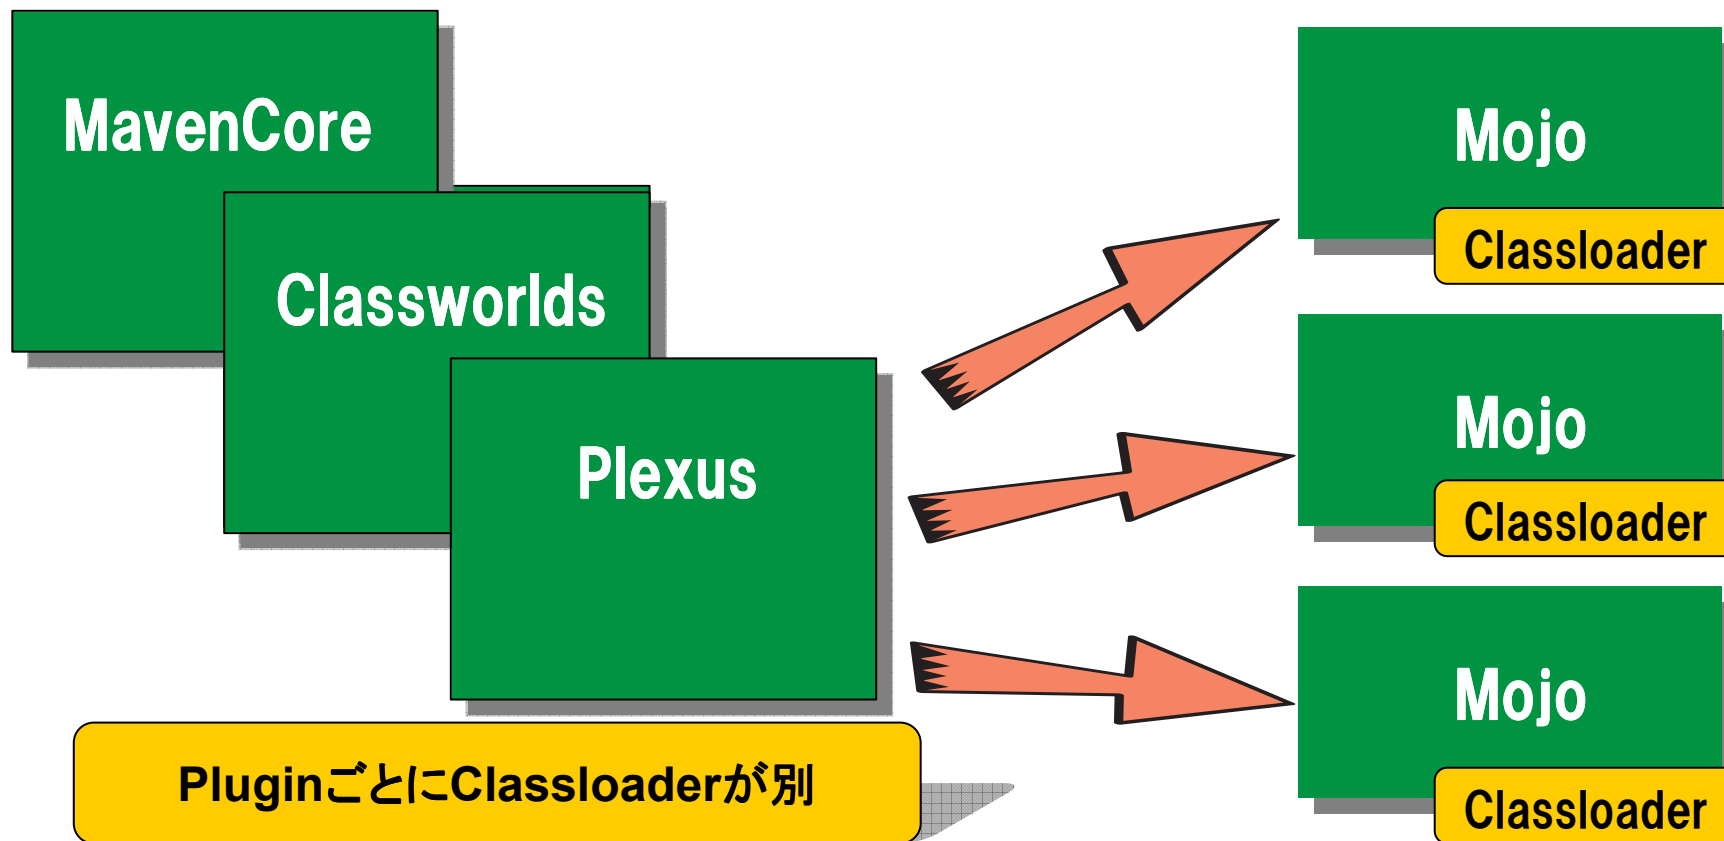 MavenCore
Classworlds
Plexus
PluginごとにClassloaderが別
Mojo
Classloader
Mojo
Classloader
Mojo
Classloader